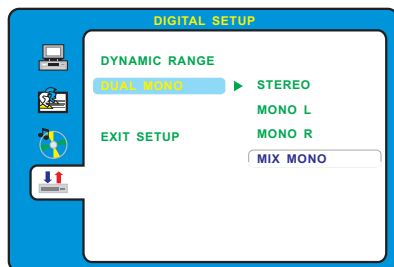 DIGITAL SETUP
DYNAMIC RANGE
DUAL MONO
STEREO
MONO L
EXIT SETUP
MONO R
MIX MONO